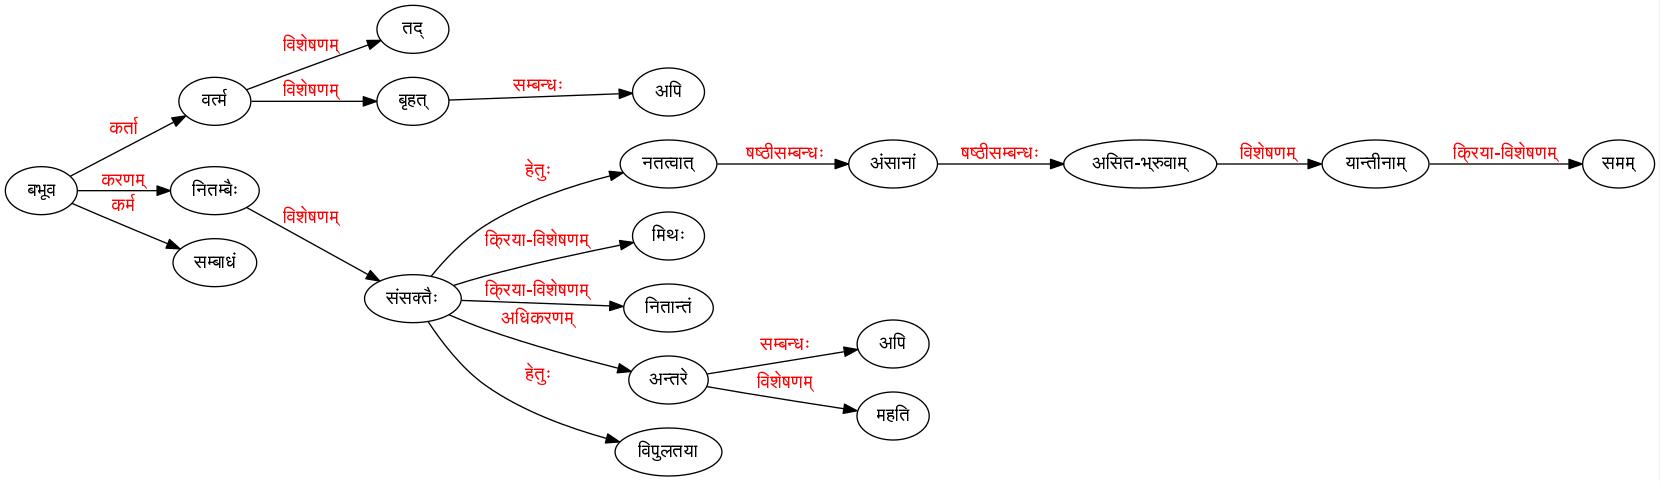 तद्
विशेषणम्
वर्त्म
विशेषणम्
बृहत्
सम्बन्धः
अपि
कर्ता
बभूव
करणम्
नितम्बैः
कर्म
सम्बाधं
विशेषणम्
संसक्तैः
हेतुः
नतत्वात्
षष्ठीसम्बन्धः
अंसानां
षष्ठीसम्बन्धः
असित-भ्रुवाम्
विशेषणम्
यान्तीनाम्
क्रिया-विशेषणम्
समम्
क्रिया-विशेषणम्
मिथः
क्रिया-विशेषणम्
नितान्तं
अधिकरणम्
अन्तरे
सम्बन्धः
अपि
विशेषणम्
महति
हेतुः
विपुलतया